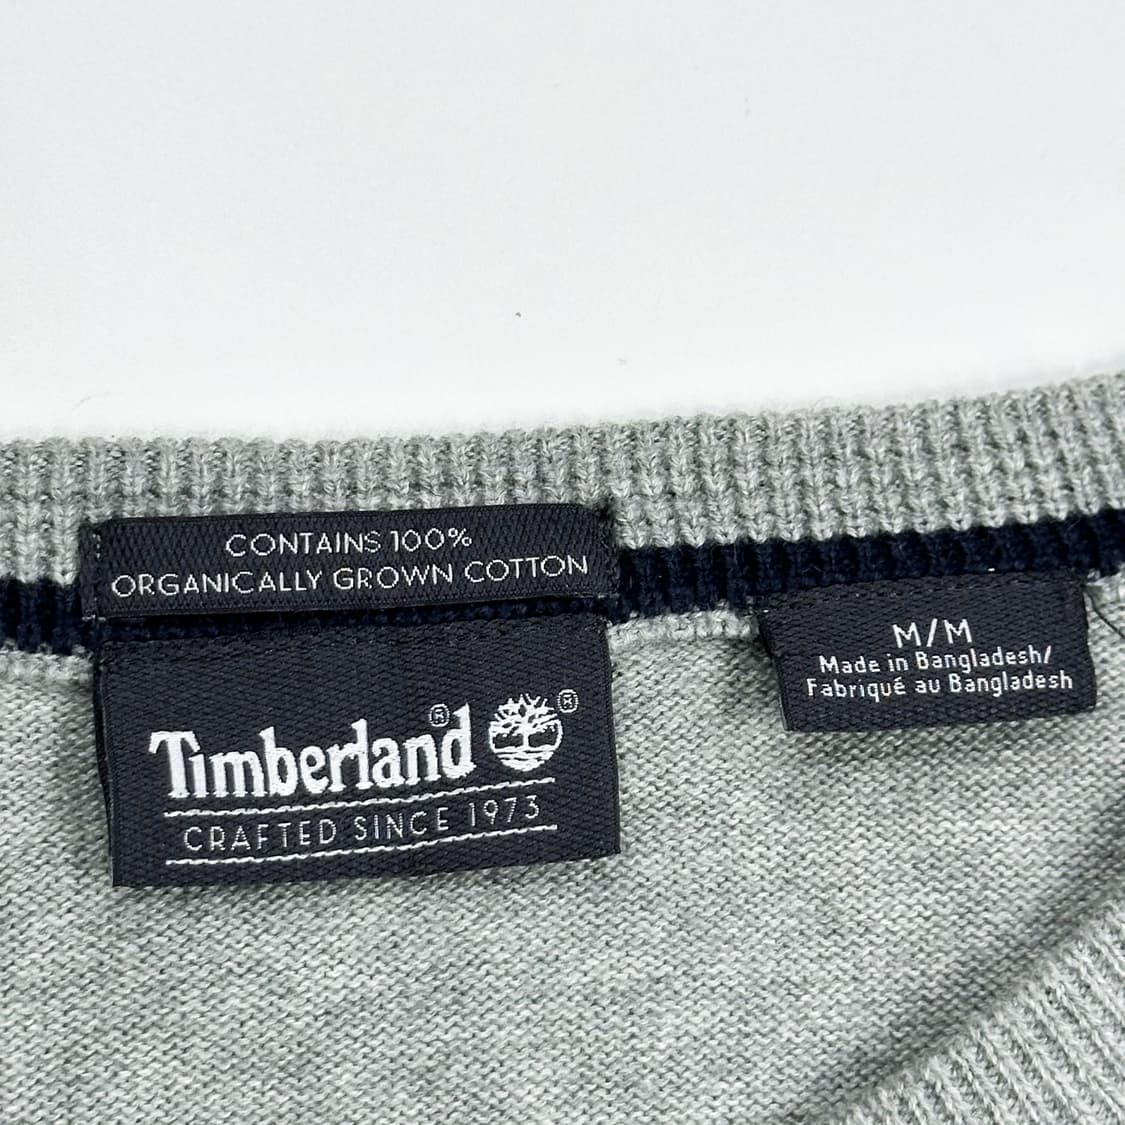 CONTAINS 100%
ORGANICALLY GROWN COTTON
Timberland® ®
CRAFTED SINCE 1973
M/M
Made in Bangladesh/
Fabriqué au Bangladesh